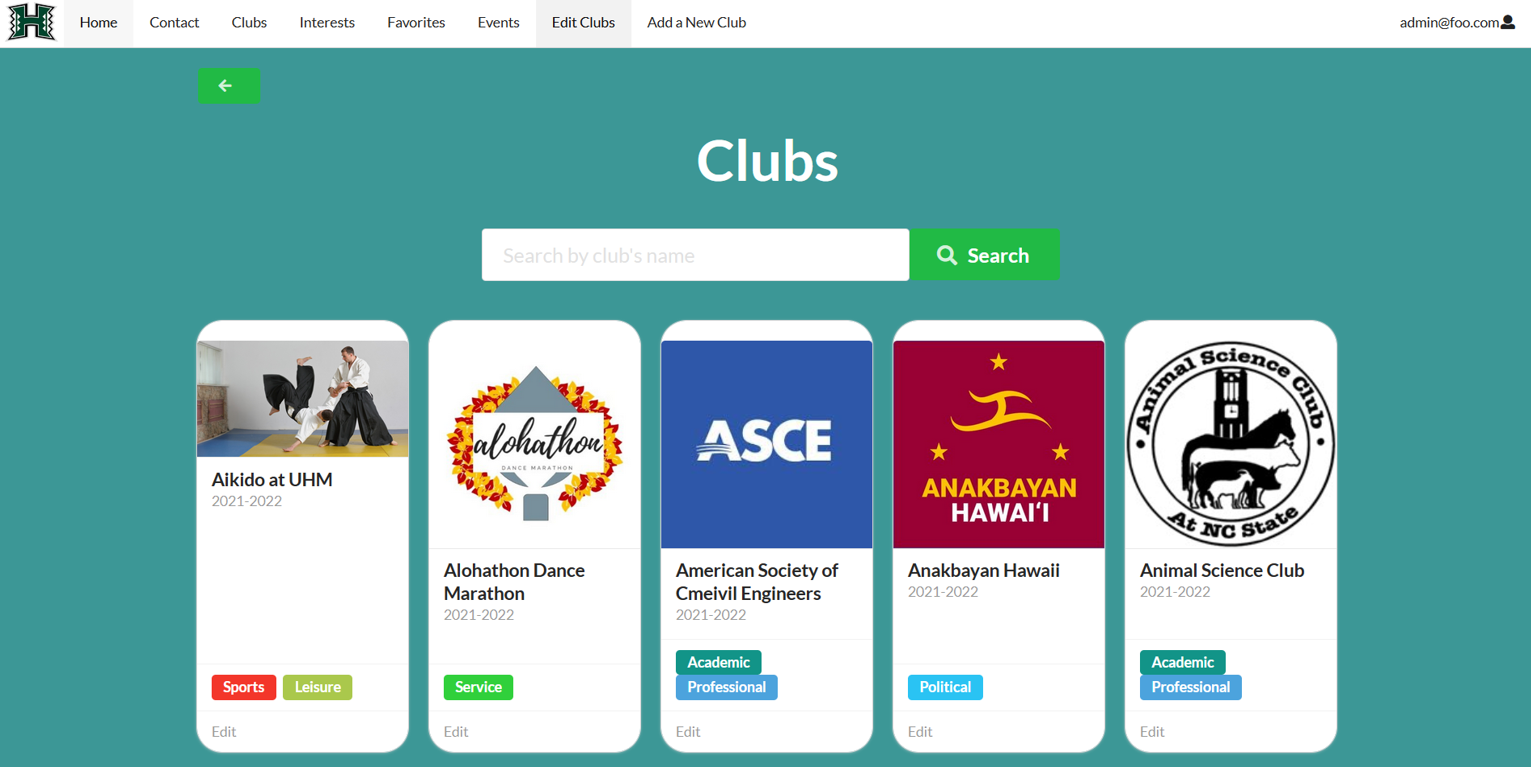 Home Contact Clubs Interests Favorites Events Edit Clubs Add a New Club admin@foo.com
Clubs
Search by club's name Search
Aikido at UHM
2021-2022
Sports Leisure
Edit
alohathon
DANCE MARATHON
Alohathon Dance
Marathon
2021-2022
Service
Edit
ASCE
American Society of
Cmeivil Engineers
2021-2022
Academic
Professional
Edit
ANAKBAYAN
HAWAI‘I
Anakbayan Hawaii
2021-2022
Political
Edit
Animal Science Club
At NC State
Animal Science Club
2021-2022
Academic
Professional
Edit